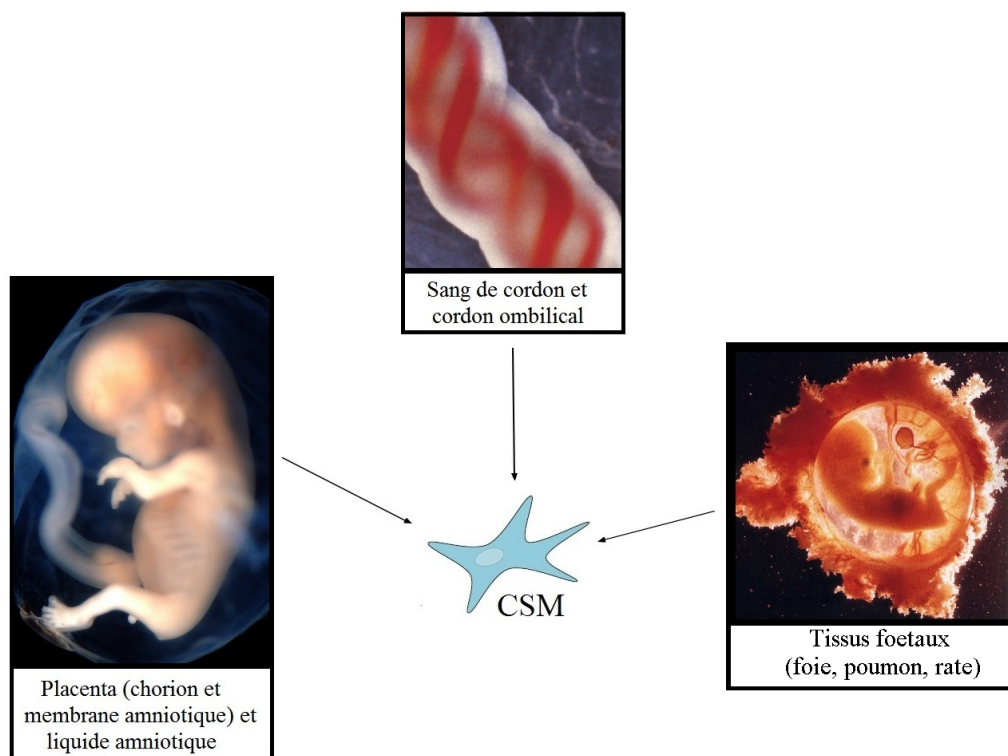 Sang de cordon et
cordon ombilical
CSM
Tissus foetaux
(foie, poumon, rate)
Placenta (chorion et
membrane amniotique) et
liquide amniotique